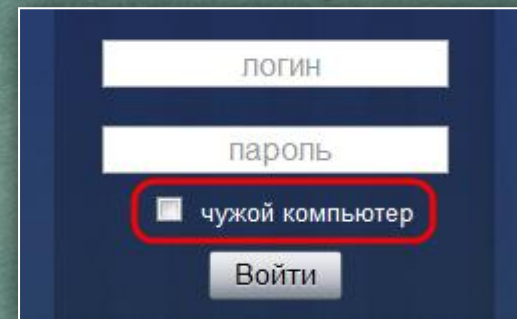 логин
пароль
чужой компьютер
Войти